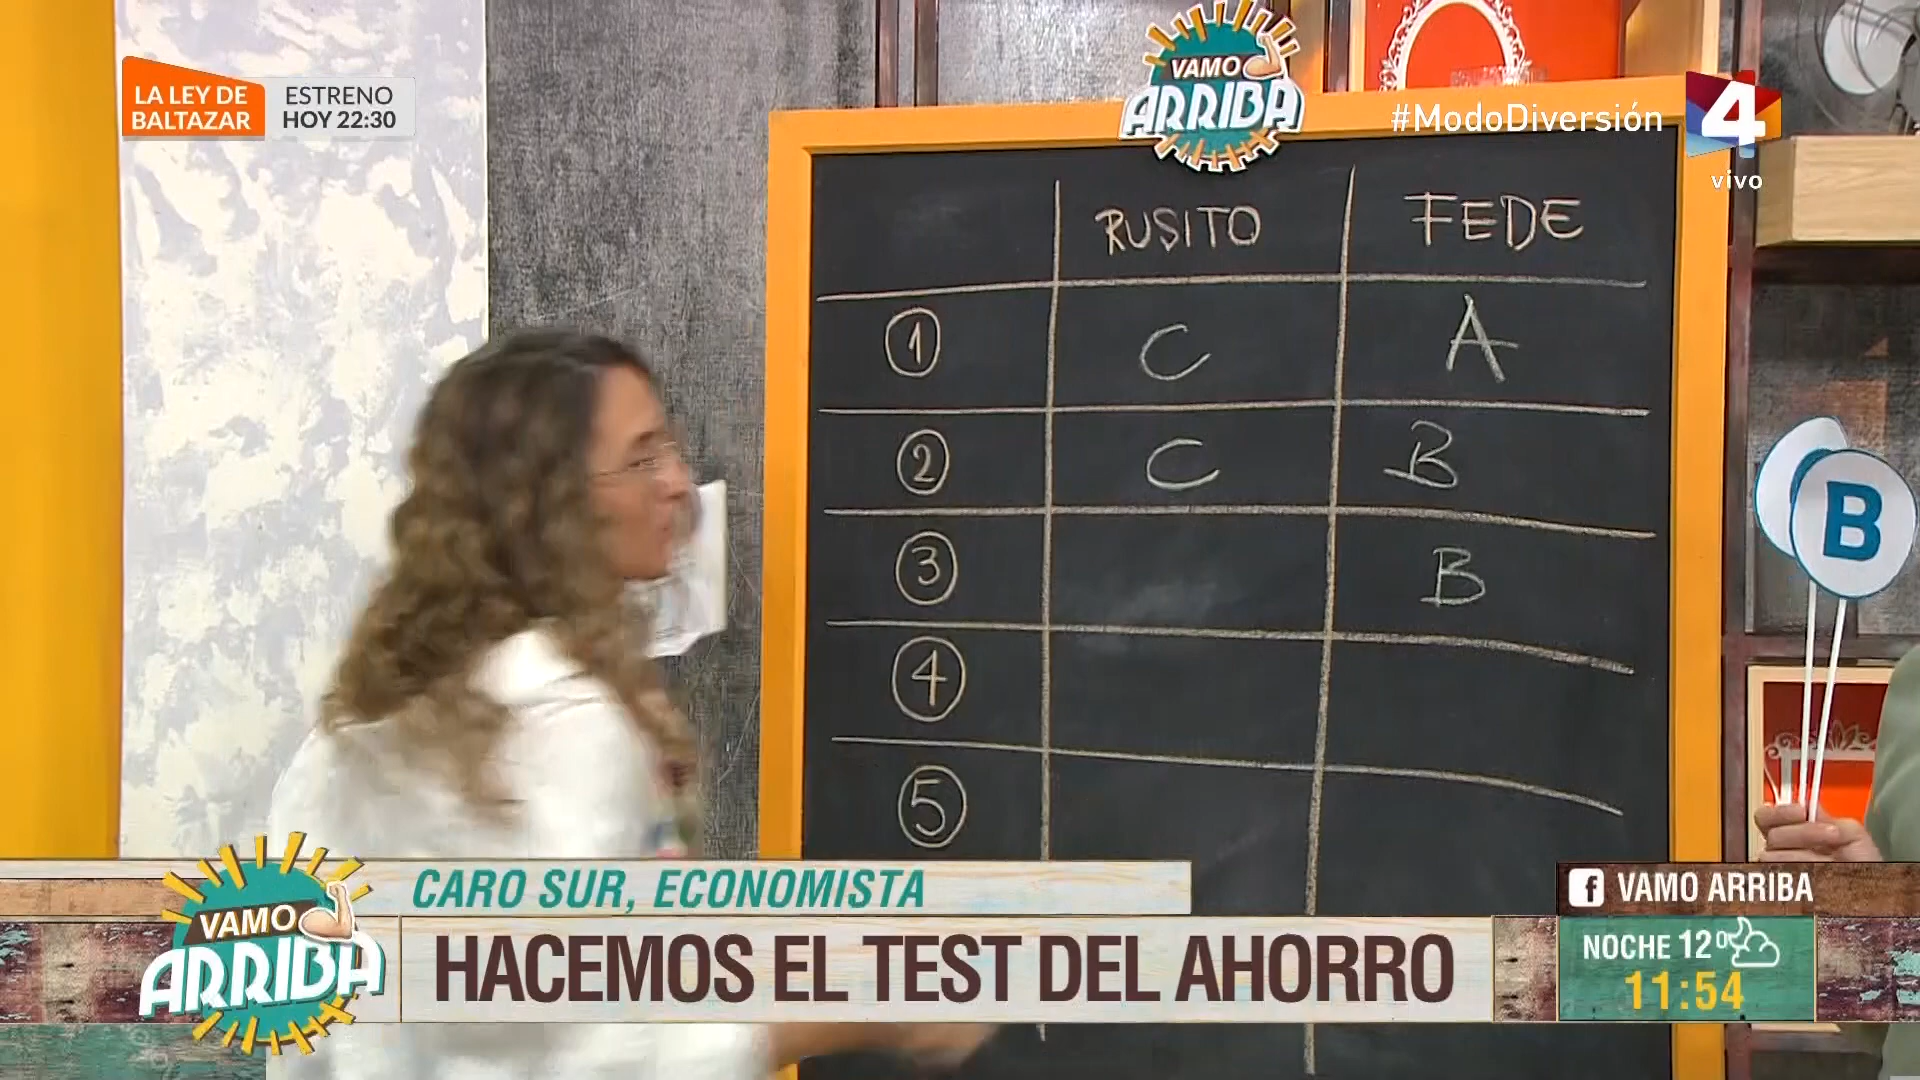 LA LEY DE
BALTAZAR
ESTRENO
HOY 22:30
VAMO
ARRIBA
#ModoDiversión
4
vivo
RUSITO FEDE
1 C A
2 C B
3 B
4
5
B
CARO SUR, ECONOMISTA
HACEMOS EL TEST DEL AHORRO
VAMO
ARRIBA
f VAMO ARRIBA
NOCHE 12º
11:54